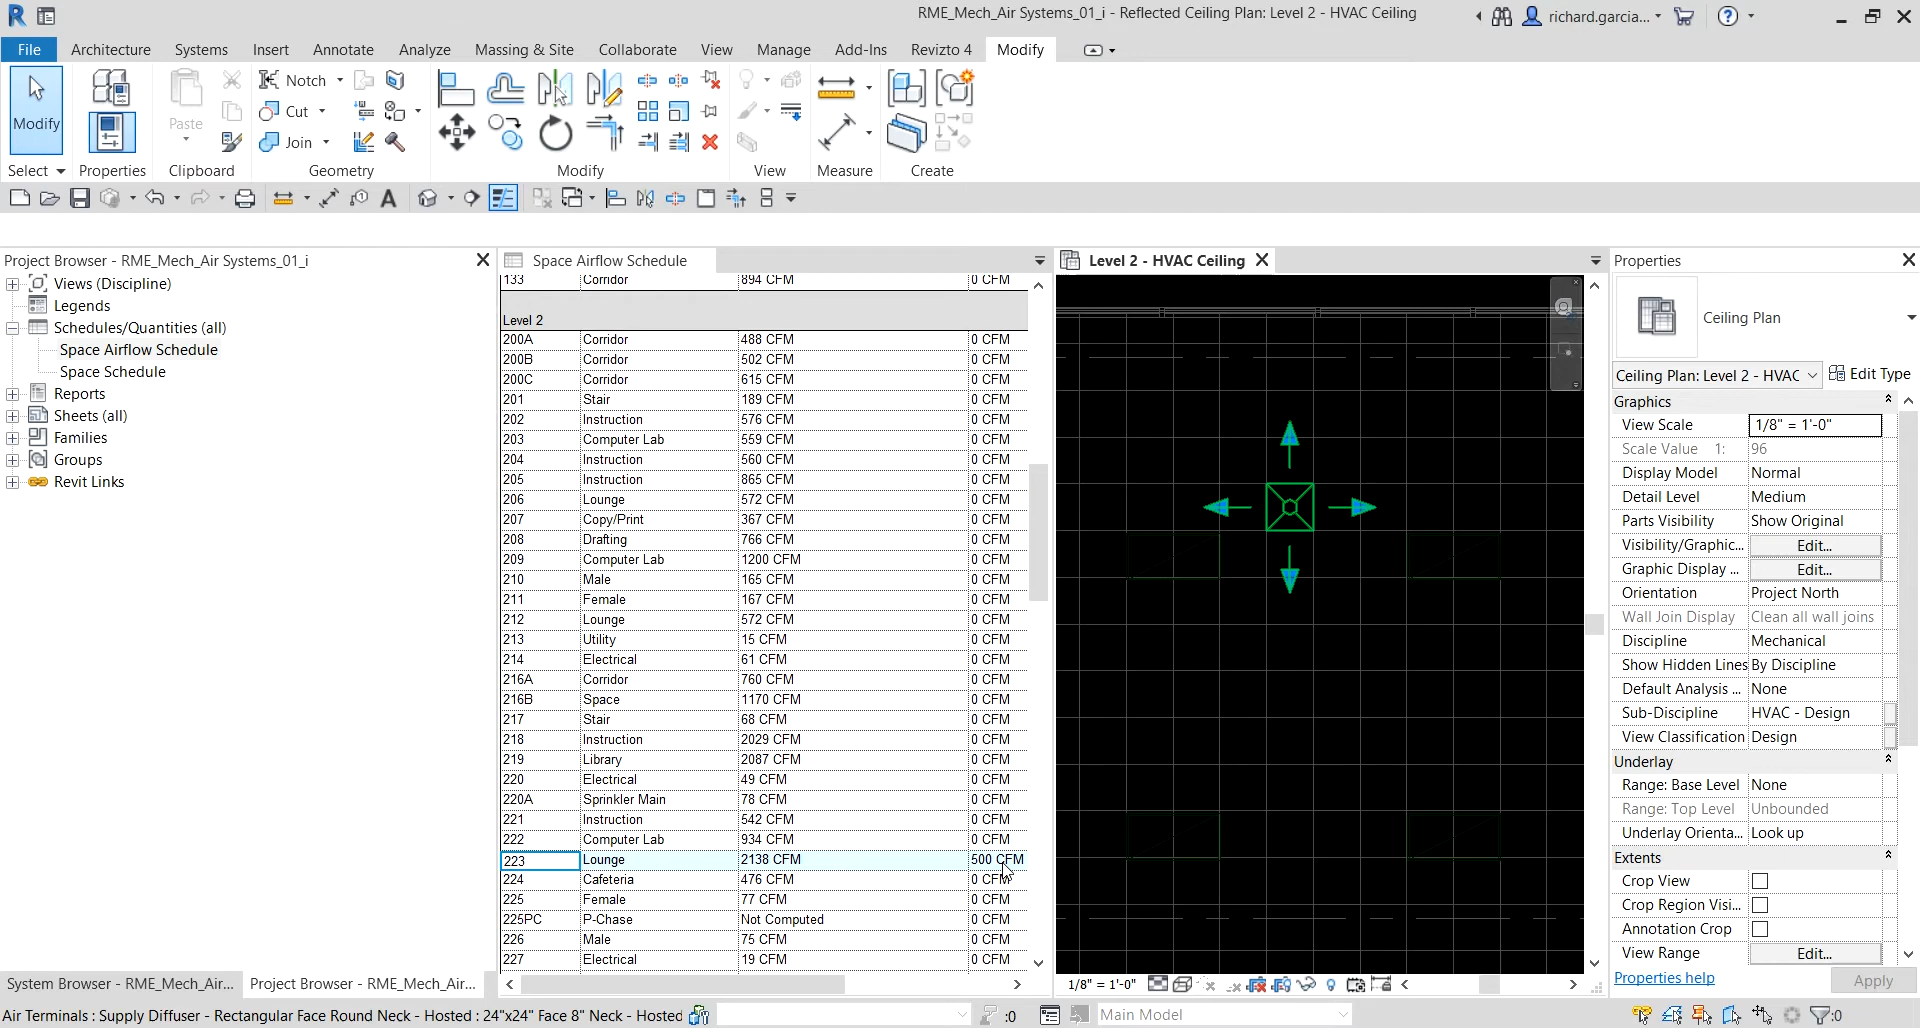 RME_Mech_Air Systems_01_i - Reflected Ceiling Plan: Level 2 - HVAC Ceiling
richard.garcia...
File Architecture Systems Insert Annotate Analyze Massing & Site Collaborate View Manage Add-Ins Revizto 4 Modify
Modify
Paste
Notch
Cut
Join
Select Properties Clipboard Geometry Modify View Measure Create
Project Browser - RME_Mech_Air Systems_01_i
Views (Discipline)
Legends
Schedules/Quantities (all)
Space Airflow Schedule
Space Schedule
Reports
Sheets (all)
Families
Groups
Revit Links
System Browser - RME_Mech_Air... Project Browser - RME_Mech_Air...
Space Airflow Schedule
133 Corridor 894 CFM 0 CFM
Level 2
200A Corridor 488 CFM 0 CFM
200B Corridor 502 CFM 0 CFM
200C Corridor 615 CFM 0 CFM
201 Stair 189 CFM 0 CFM
202 Instruction 576 CFM 0 CFM
203 Computer Lab 559 CFM 0 CFM
204 Instruction 560 CFM 0 CFM
205 Instruction 865 CFM 0 CFM
206 Lounge 572 CFM 0 CFM
207 Copy/Print 367 CFM 0 CFM
208 Drafting 766 CFM 0 CFM
209 Computer Lab 1200 CFM 0 CFM
210 Male 165 CFM 0 CFM
211 Female 167 CFM 0 CFM
212 Lounge 572 CFM 0 CFM
213 Utility 15 CFM 0 CFM
214 Electrical 61 CFM 0 CFM
216A Corridor 760 CFM 0 CFM
216B Space 1170 CFM 0 CFM
217 Stair 68 CFM 0 CFM
218 Instruction 2029 CFM 0 CFM
219 Library 2087 CFM 0 CFM
220 Electrical 49 CFM 0 CFM
220A Sprinkler Main 78 CFM 0 CFM
221 Instruction 542 CFM 0 CFM
222 Computer Lab 934 CFM 0 CFM
223 Lounge 2138 CFM 500 CFM
224 Cafeteria 476 CFM 0 CFM
225 Female 77 CFM 0 CFM
225PC P-Chase Not Computed 0 CFM
226 Male 75 CFM 0 CFM
227 Electrical 19 CFM 0 CFM
Level 2 - HVAC Ceiling
1/8" = 1'-0"
Properties
Ceiling Plan
Ceiling Plan: Level 2 - HVAC Edit Type
Graphics
View Scale 1/8" = 1'-0"
Scale Value 1: 96
Display Model Normal
Detail Level Medium
Parts Visibility Show Original
Visibility/Graphic... Edit...
Graphic Display ... Edit...
Orientation Project North
Wall Join Display Clean all wall joins
Discipline Mechanical
Show Hidden Lines By Discipline
Default Analysis ... None
Sub-Discipline HVAC - Design
View Classification Design
Underlay
Range: Base Level None
Range: Top Level Unbounded
Underlay Orienta... Look up
Extents
Crop View
Crop Region Visi...
Annotation Crop
View Range Edit...
Properties help Apply
Air Terminals : Supply Diffuser - Rectangular Face Round Neck - Hosted : 24"x24" Face 8" Neck - Hosted :0 Main Model :0